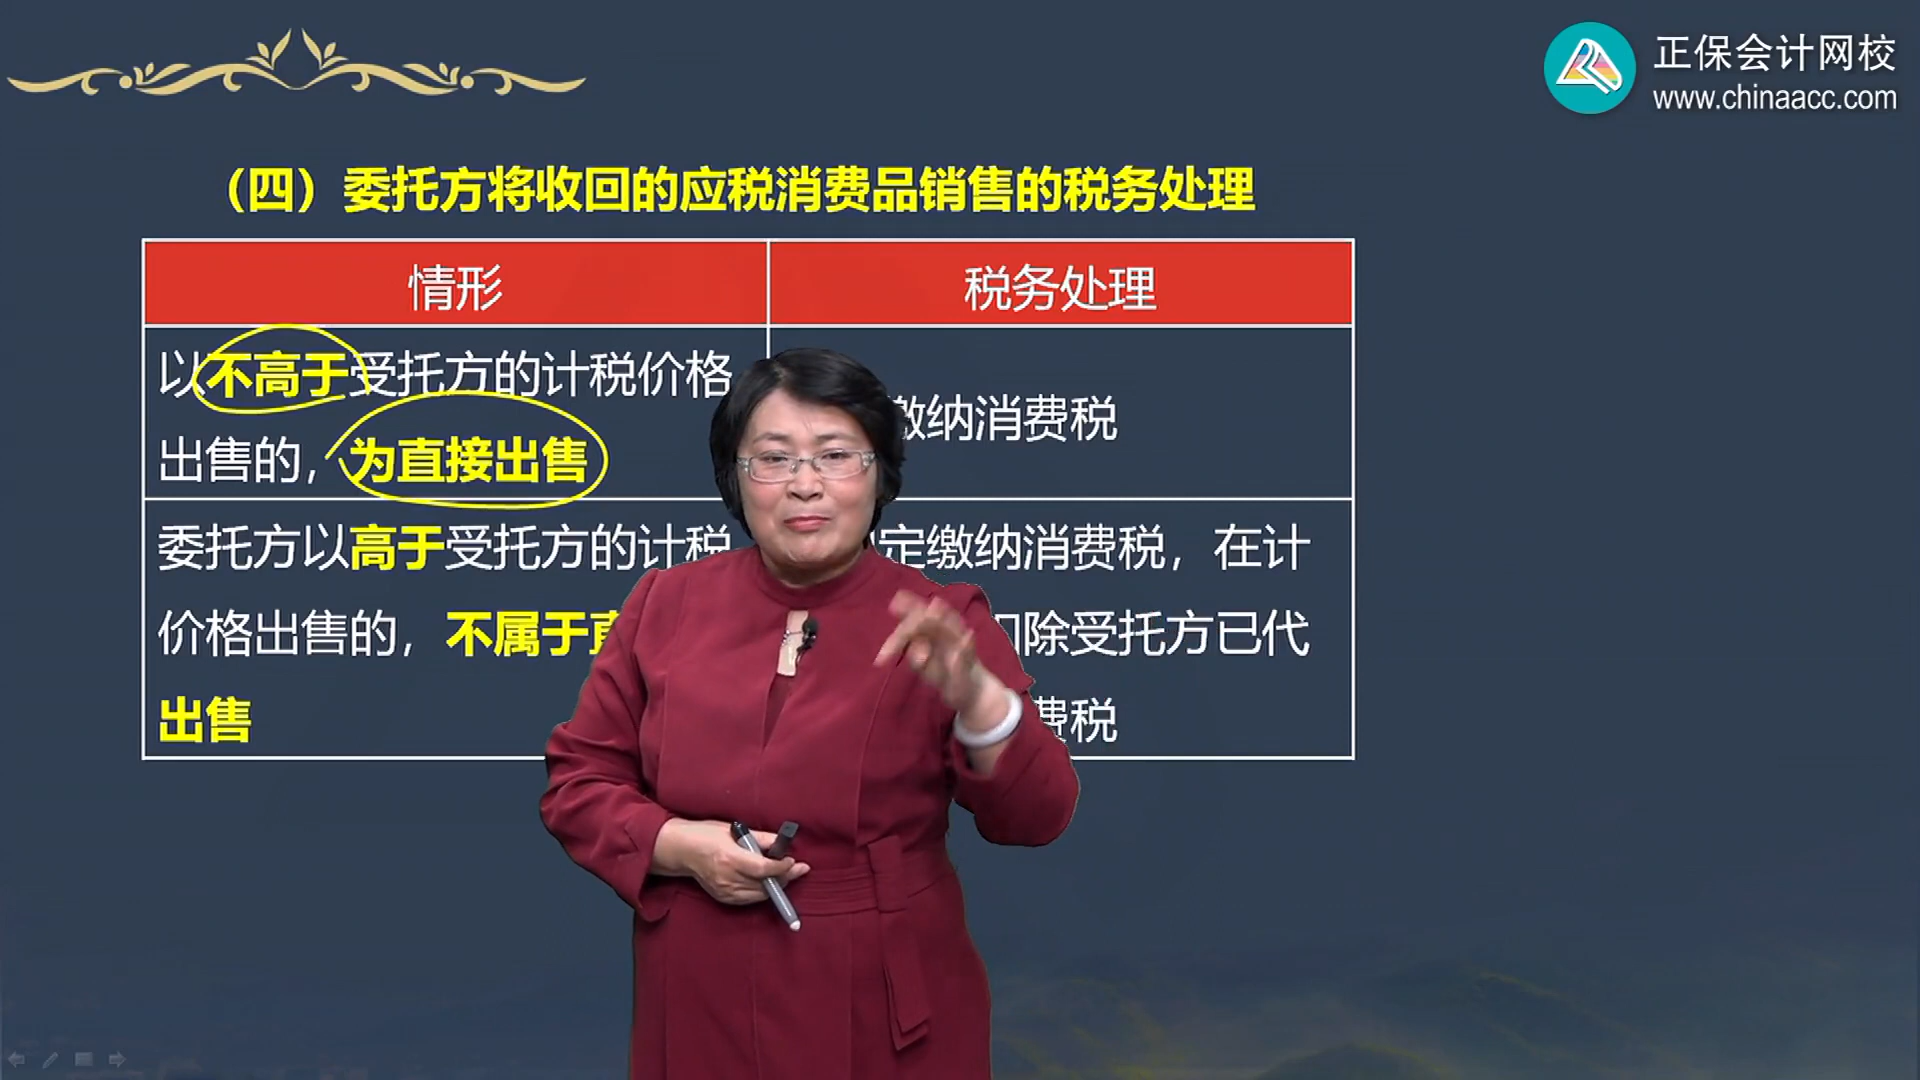 正保会计网校
www.chinaacc.com
（四）委托方将收回的应税消费品销售的税务处理
情形
税务处理
以不高于受托方的计税价格
出售的，为直接出售
缴纳消费税
委托方以高于受托方的计税
价格出售的，不属于直
出售
定缴纳消费税，在计
扣除受托方已代
费税